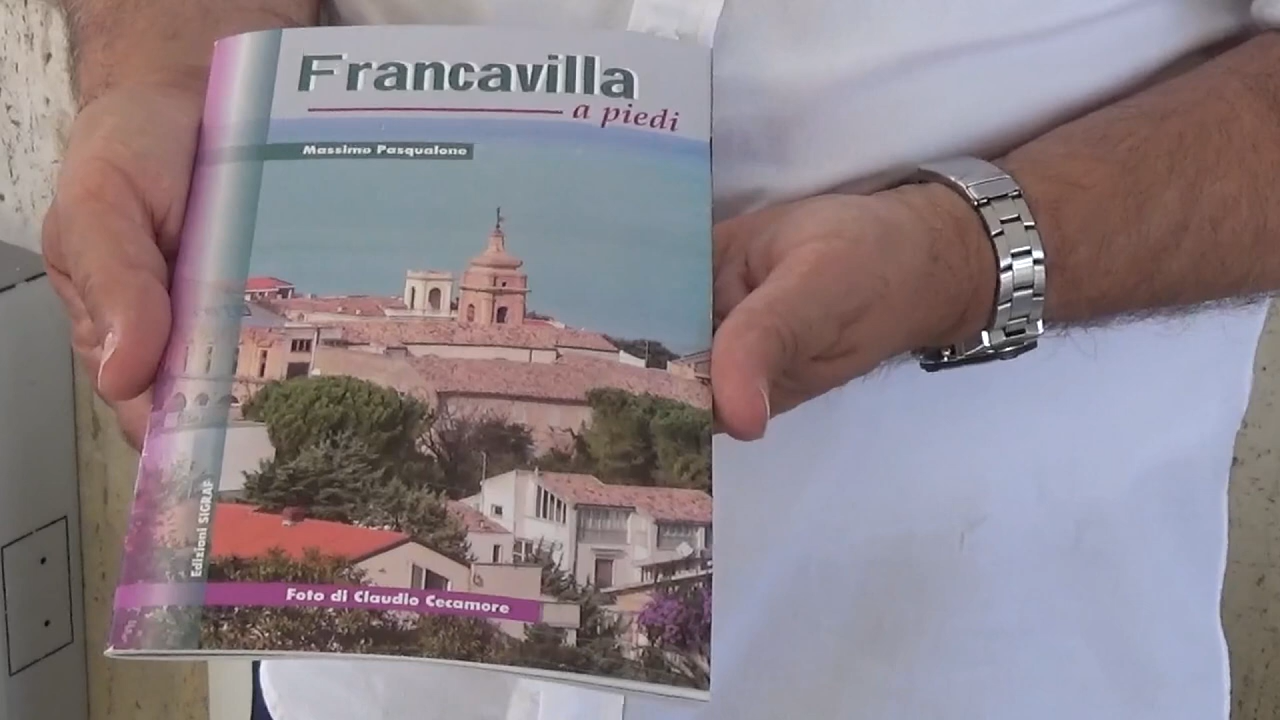 Francavilla
a piedi
Massimo Pasqualone
Edizioni SIGRAF
Foto di Claudio Cecamore